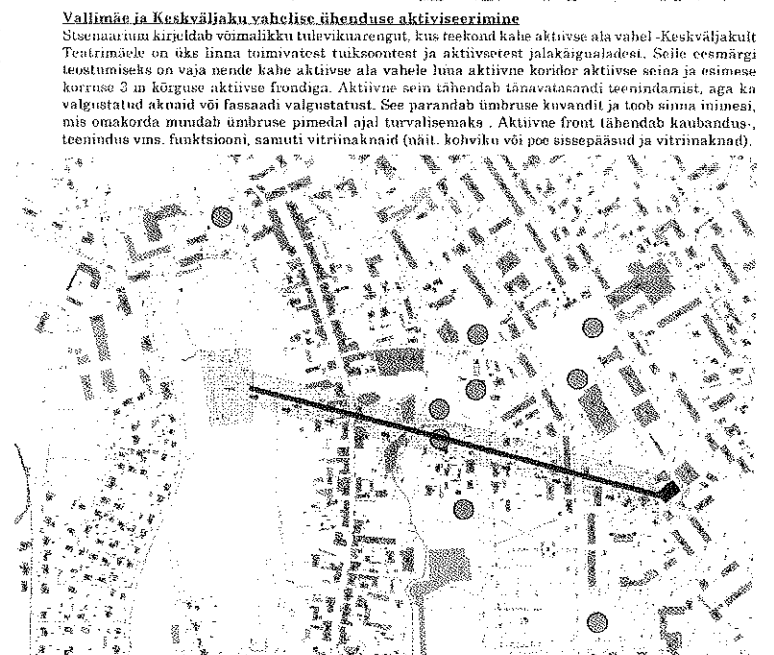 Vallimäe ja Keskväljaku vahelise ühenduse aktiviseerimine
Stsenaarium kirjeldab võimalikku tulevikuarengut, kus teekond kahe aktiivse ala vahel -Keskväljakult
Teatrimäele on üks linna toimivatest tuiksoontest ja aktiivsetest jalakäigualadest. Selle eesmärgi
teostumiseks on vaja nende kahe aktiivse ala vahele luua aktiivne koridor aktiivse seina ja esimese
korruse 3 m kõrguse aktiivse frondiga. Aktiivne sein tähendab tänavatasandi teenindamist, aga ka
valgustatud aknaid või fassaadi valgustatust. See parandab ümbruse kuvandit ja toob sinna inimesi,
mis omakorda muudab ümbruse pimedal ajal turvalisemaks . Aktiivne front tähendab kaubandus-,
teenindus vms. funktsiooni, samuti vitriinaknaid (näit. kohviku või poe sissepääsud ja vitriinaknad).